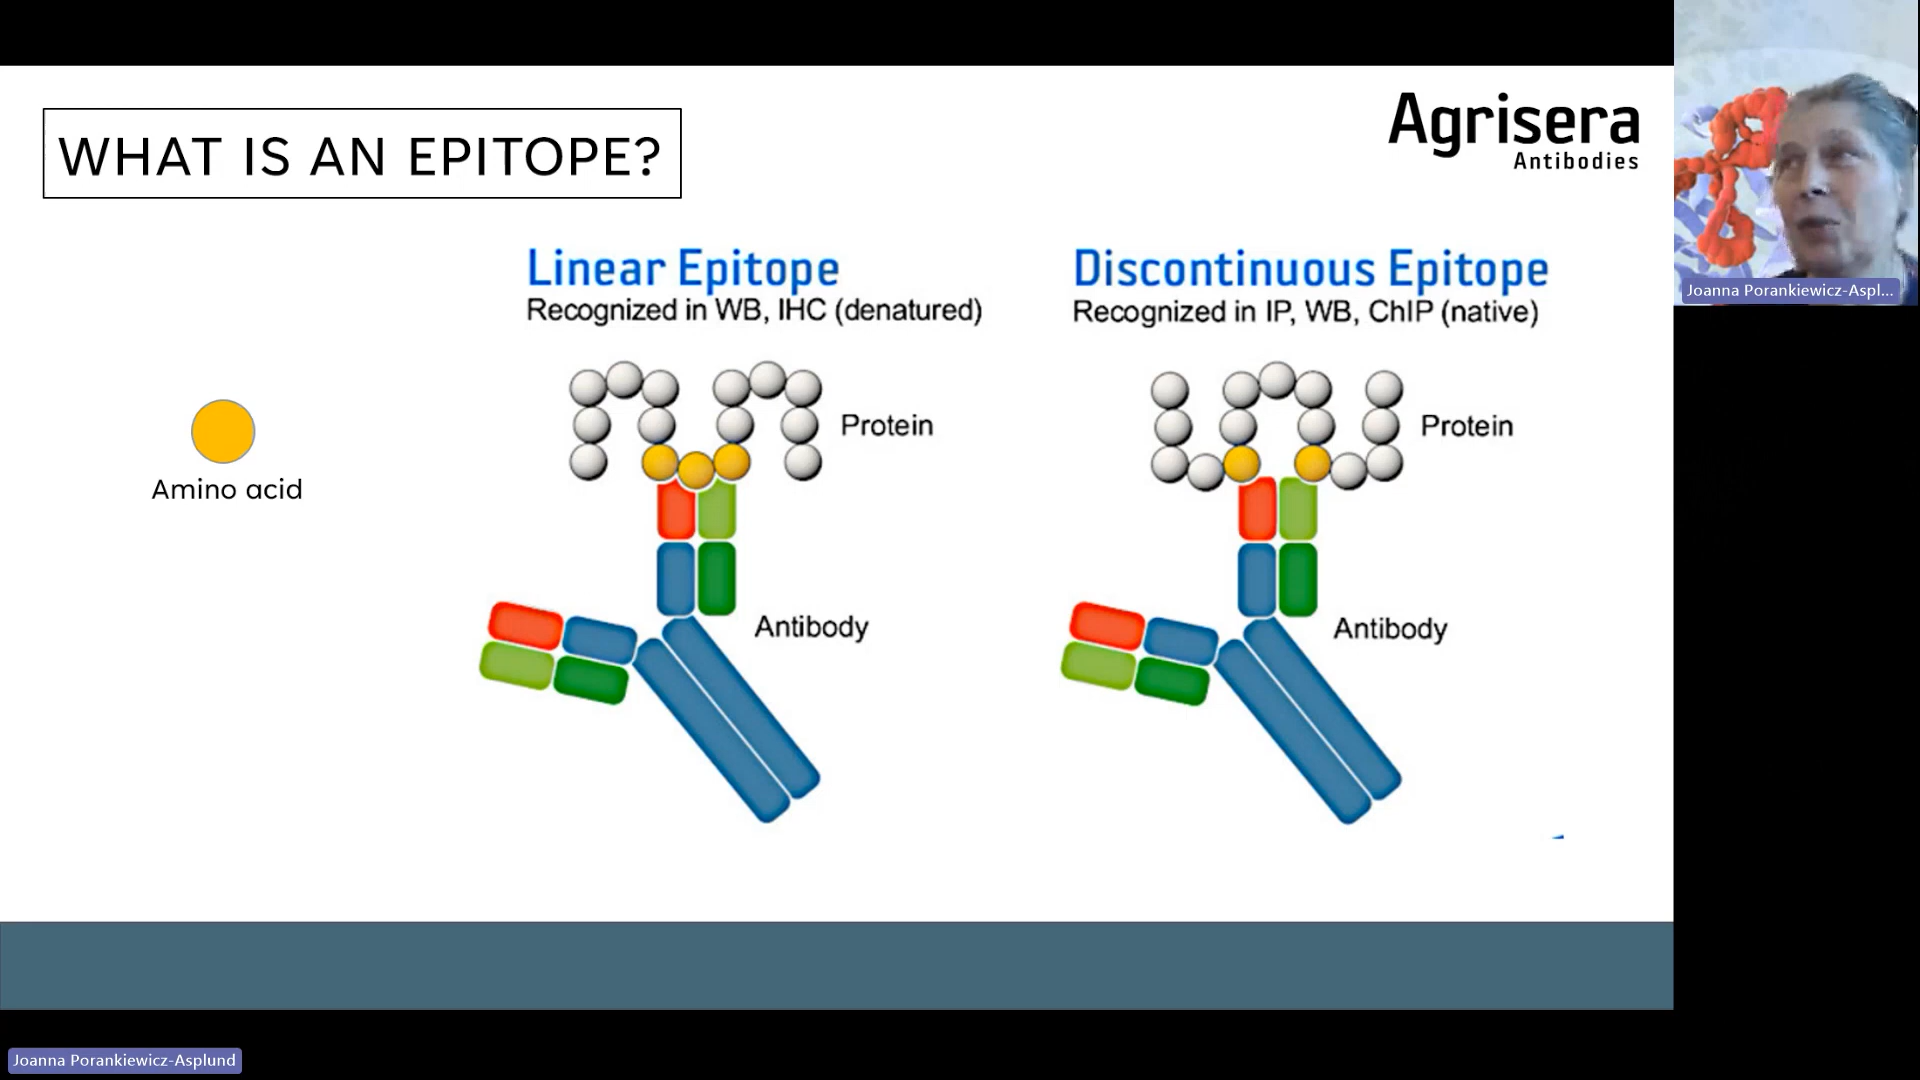 WHAT IS AN EPITOPE?
Agrisera
Antibodies
Linear Epitope
Recognized in WB, IHC (denatured)
Protein
Antibody
Discontinuous Epitope
Recognized in IP, WB, ChIP (native)
Protein
Antibody
Amino acid
Joanna Porankiewicz-Aspl...
Joanna Porankiewicz-Asplund